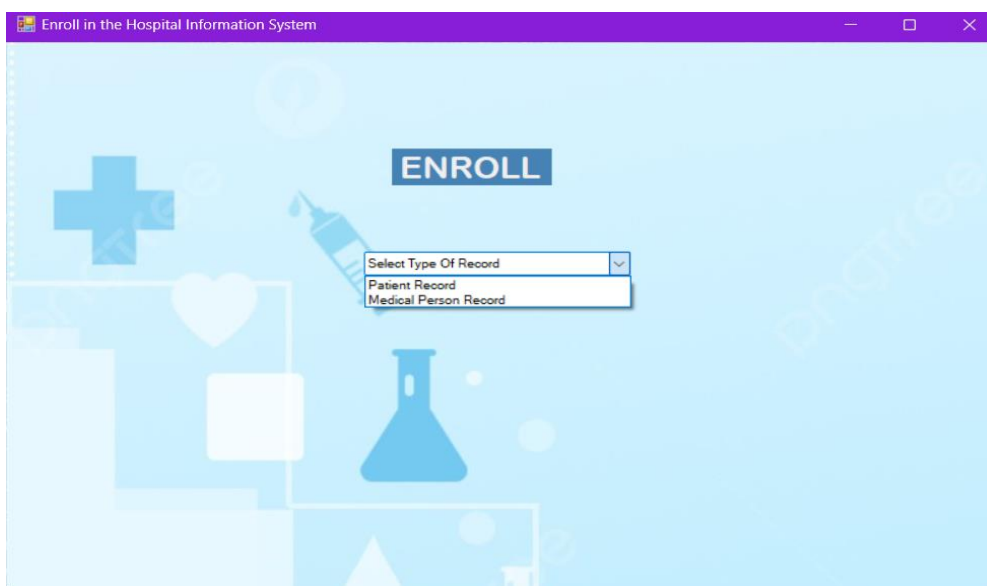 Enroll in the Hospital Information System
ENROLL
Select Type Of Record
Patient Record
Medical Person Record